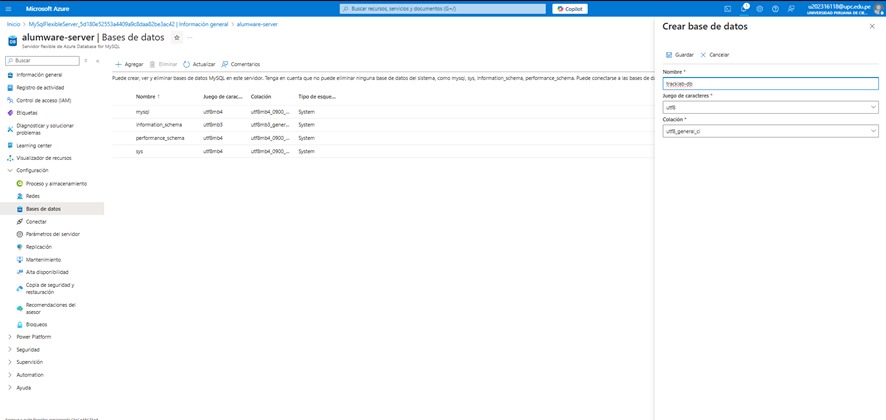 Microsoft Azure
Buscar recursos, servicios y documentos (G+/)
Copilot
u202316118@upc.edu.pe
UNIVERSIDAD PERUANA DE CIE...
Inicio > MySqlFlexibleServer_5d180e52553a4409a9c8daa82be3ac42 | Información general > alumware-server
alumware-server | Bases de datos
Servidor flexible de Azure Database for MySQL
Buscar
Información general
Registro de actividad
Control de acceso (IAM)
Etiquetas
Diagnosticar y solucionar
problemas
Learning center
Visualizador de recursos
Configuración
Proceso y almacenamiento
Redes
Bases de datos
Conectar
Parámetros del servidor
Replicación
Mantenimiento
Alta disponibilidad
Copia de seguridad y
restauración
Recomendaciones del
asesor
Bloqueos
Power Platform
Seguridad
Supervisión
Automation
Ayuda
Agregar Eliminar Actualizar Comentarios
Puede crear, ver y eliminar bases de datos MySQL en este servidor. Tenga en cuenta que no puede eliminar ninguna base de datos del sistema, como mysql, sys, information_schema, performance_schema. Puede conectarse a las bases de da
Nombre ↑ Juego de carac... Colación Tipo de esque...
mysql utf8mb4 utf8mb4_0900_... System
information_schema utf8mb3 utf8mb3_gener... System
performance_schema utf8mb4 utf8mb4_0900_... System
sys utf8mb4 utf8mb4_0900_... System
Crear base de datos
Guardar Cancelar
Nombre *
Juego de caracteres *
utf8
Colación *
utf8_general_ci